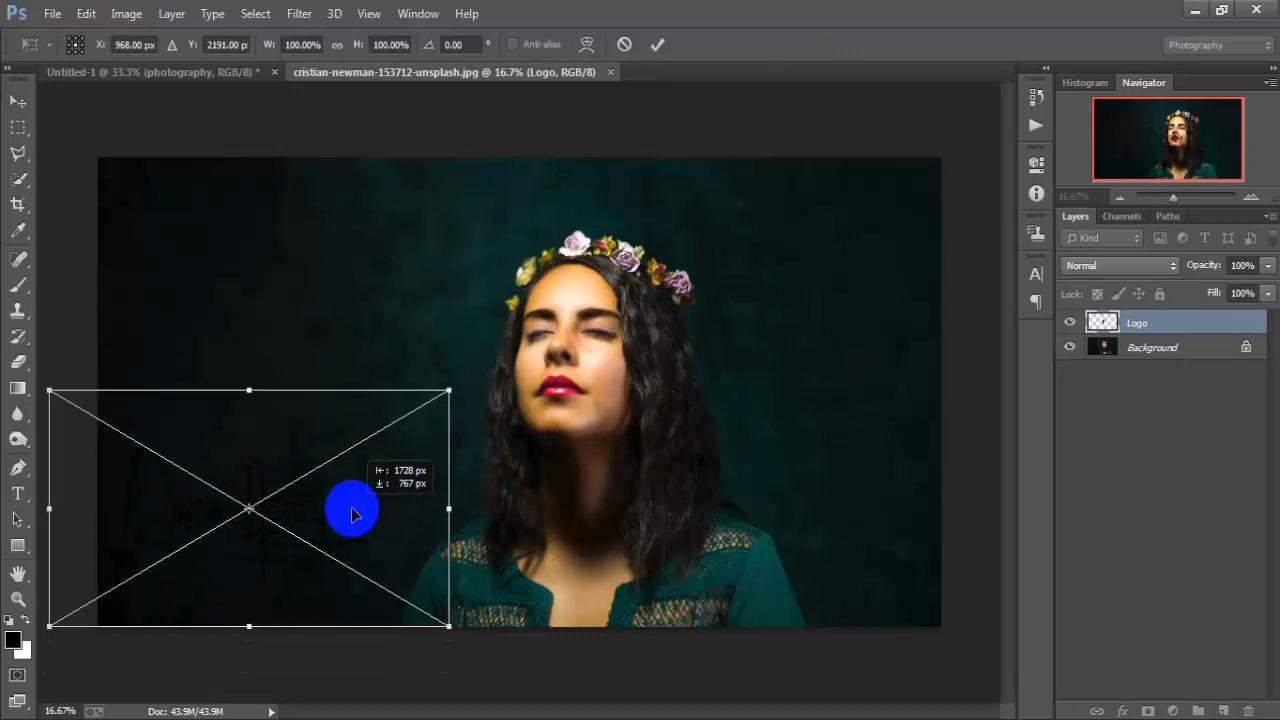 Ps File Edit Image Layer Type Select Filter 3D View Window Help
X: 968.00 px Y: 2191.00 px W: 100.00% H: 100.00% 0.00 ° Anti-alias Photography
Untitled-1 @ 33.3% (photography, RGB/8) * × cristian-newman-153712-unsplash.jpg @ 16.7% (Logo, RGB/8) ×
Histogram Navigator
16.67%
Layers Channels Paths
Kind
Normal Opacity: 100%
Lock: Fill: 100%
Logo
Background
1728 px
767 px
16.67% Doc: 43.9M/43.9M